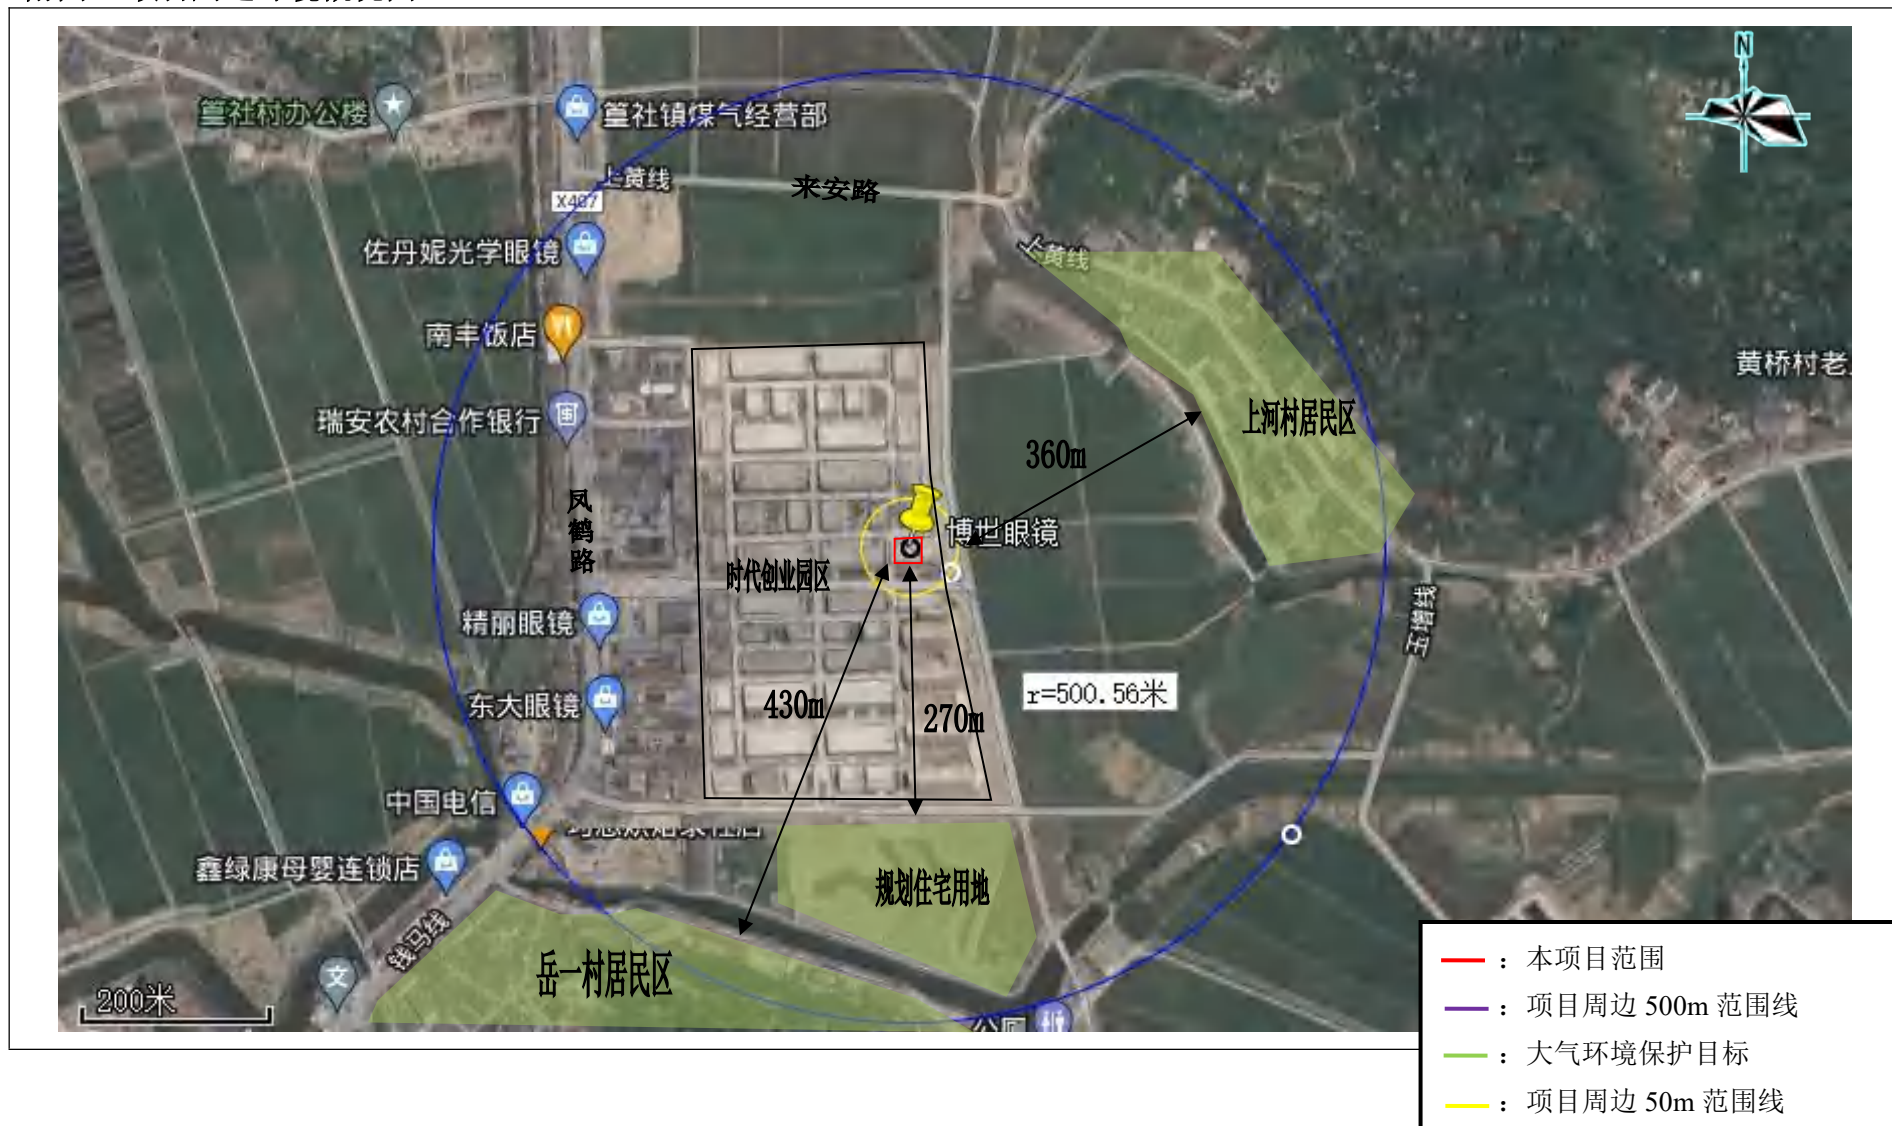 N
篁社村办公楼
篁社镇煤气经营部
上黄线
来安路
X407
佐丹妮光学眼镜
上黄线
南丰饭店
黄桥村老
瑞安农村合作银行
上河村居民区
360m
凤鹤路
博世眼镜
时代创业园区
精丽眼镜
玉增线
r=500.56米
东大眼镜
430m
270m
中国电信
鑫绿康母婴连锁店
规划住宅用地
钱马线
岳一村居民区
文
200米
：本项目范围
：项目周边 500m 范围线
：大气环境保护目标
：项目周边 50m 范围线